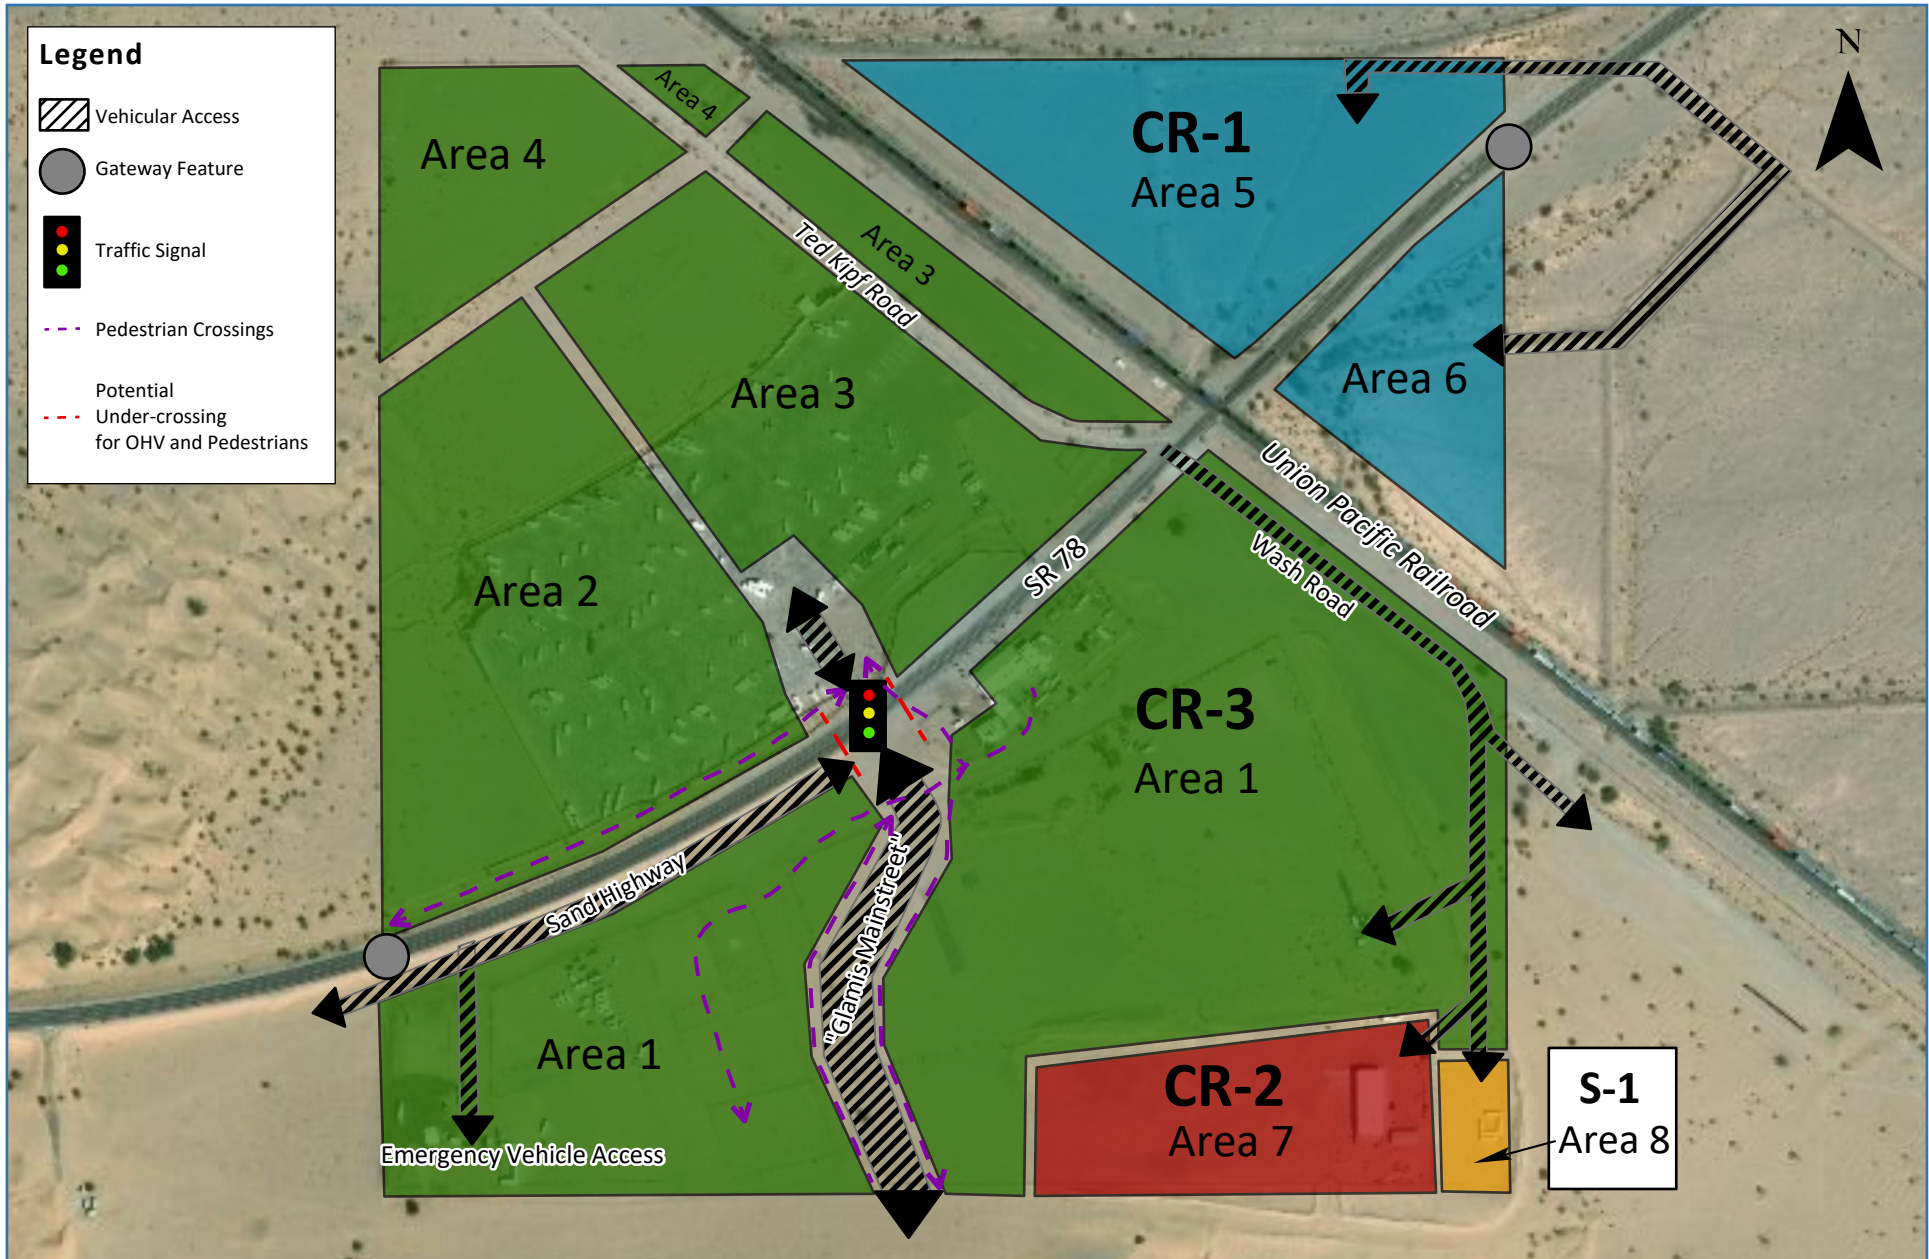 Legend
Vehicular Access
Gateway Feature
Traffic Signal
Pedestrian Crossings
Potential
Under-crossing
for OHV and Pedestrians
N
Area 4
Area 4
CR-1
Area 5
Area 3
Ted Kipf Road
Area 3
Area 6
Union Pacific Railroad
SR 78
Wash Road
Area 2
CR-3
Area 1
Sand Highway
"Glamis Mainstreet"
Area 1
Emergency Vehicle Access
CR-2
Area 7
S-1
Area 8